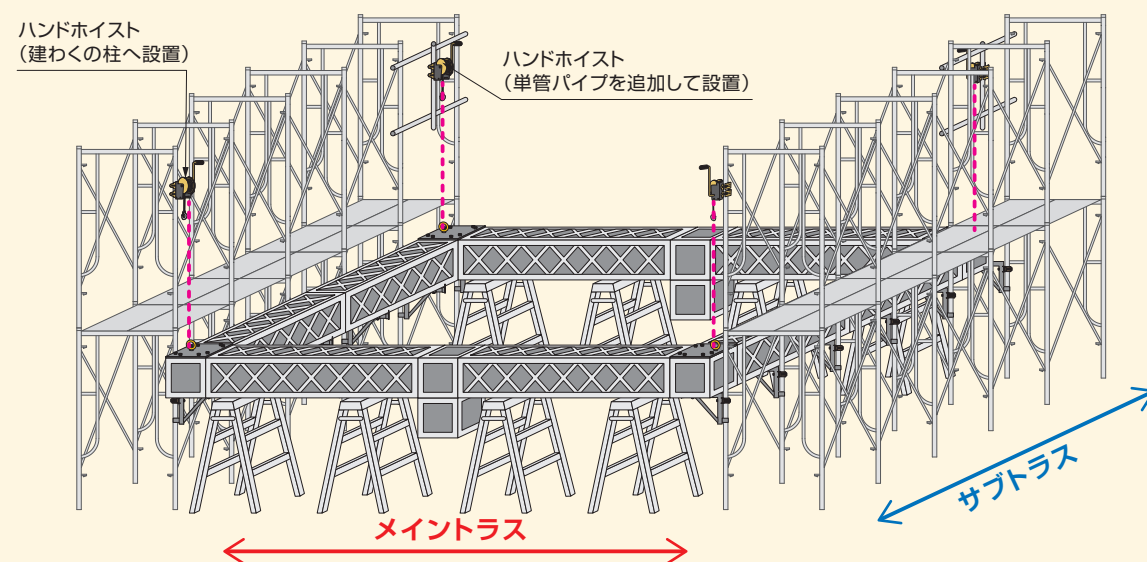 ハンドホイスト
（建わくの柱へ設置）
ハンドホイスト
（単管パイプを追加して設置）
サブトラス
メイントラス